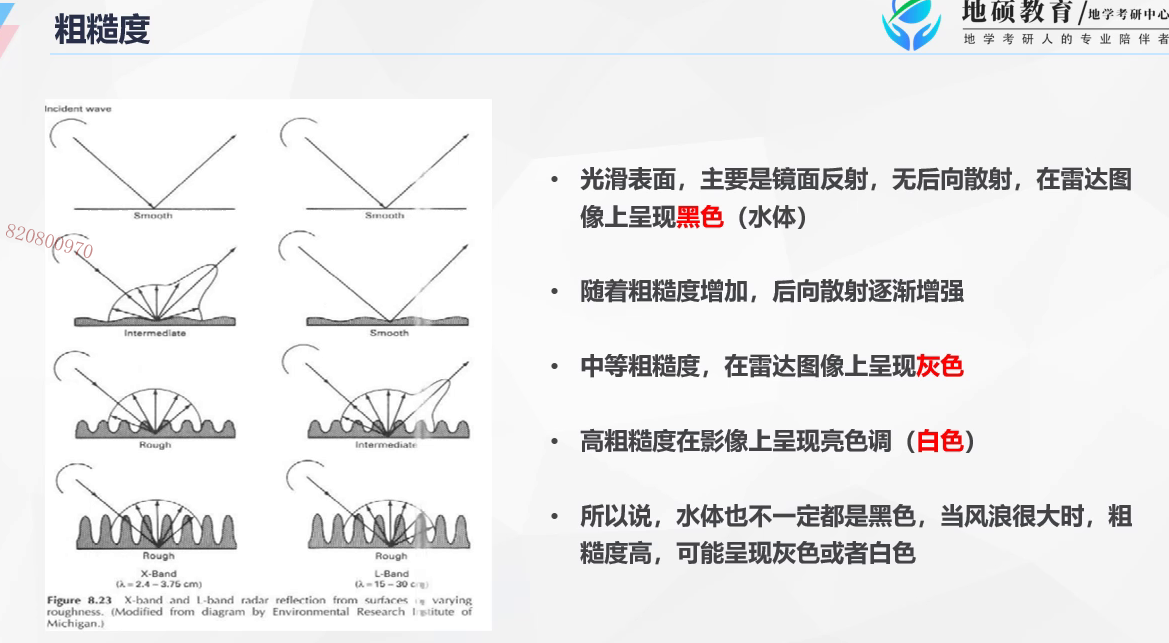 粗糙度
地硕教育/地学考研中心
地学考研人的专业陪伴者
Incident wave
Smooth
Smooth
820800970
Intermediate
Smooth
Rough
Intermediate
Rough
Rough
X-Band
L-Band
(λ = 2.4 – 3.75 cm)
(λ = 15 – 30 cm)
Figure 8.23 X-band and L-band radar reflection from surfaces varying
roughness. (Modified from diagram by Environmental Research Institute of
Michigan.)
• 光滑表面，主要是镜面反射，无后向散射，在雷达图
像上呈现黑色（水体）
• 随着粗糙度增加，后向散射逐渐增强
• 中等粗糙度，在雷达图像上呈现灰色
• 高粗糙度在影像上呈现亮色调（白色）
• 所以说，水体也不一定都是黑色，当风浪很大时，粗
糙度高，可能呈现灰色或者白色